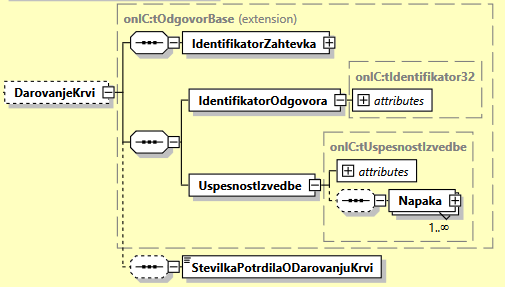 onIC:tOdgovorBase (extension)
IdentifikatorZahtevka
onIC:tIdentifikator32
DarovanjeKrvi
IdentifikatorOdgovora
attributes
onIC:tUspesnostIzvedbe
attributes
UspesnostIzvedbe
Napaka
1..∞
StevilkaPotrdilaODarovanjuKrvi